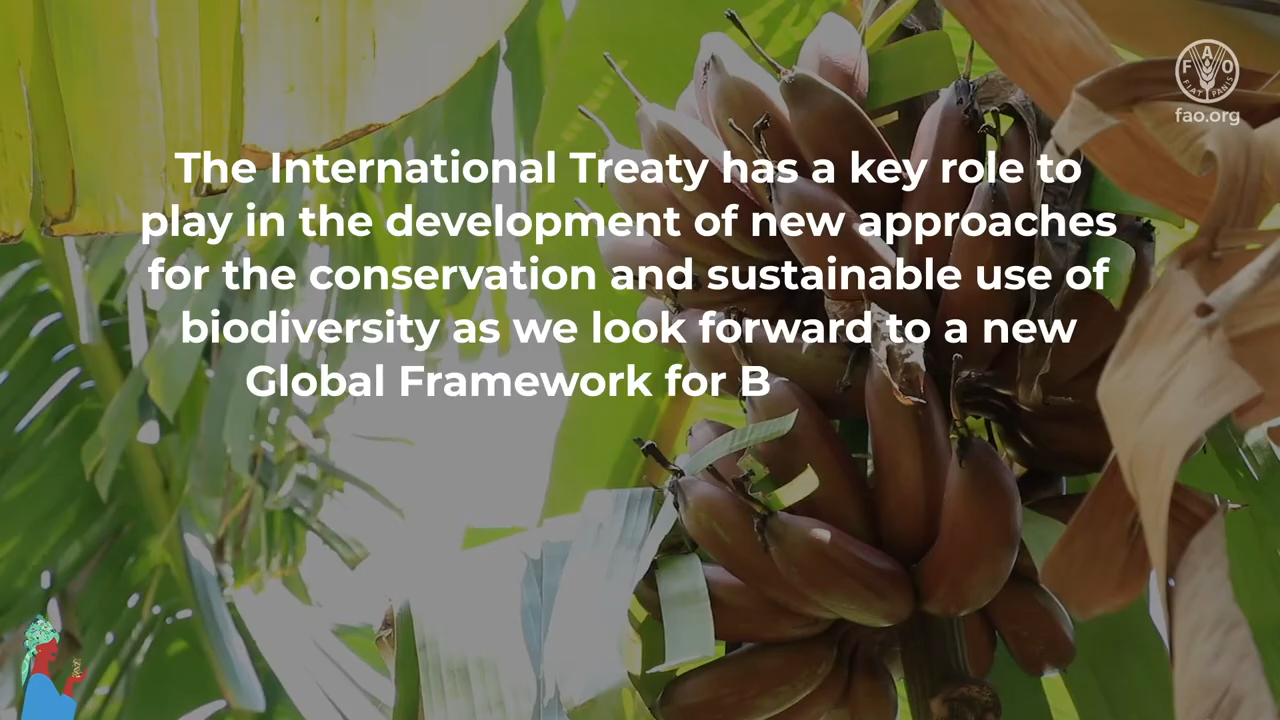 FAO
FIAT PANIS
fao.org
The International Treaty has a key role to
play in the development of new approaches
for the conservation and sustainable use of
biodiversity as we look forward to a new
Global Framework for B